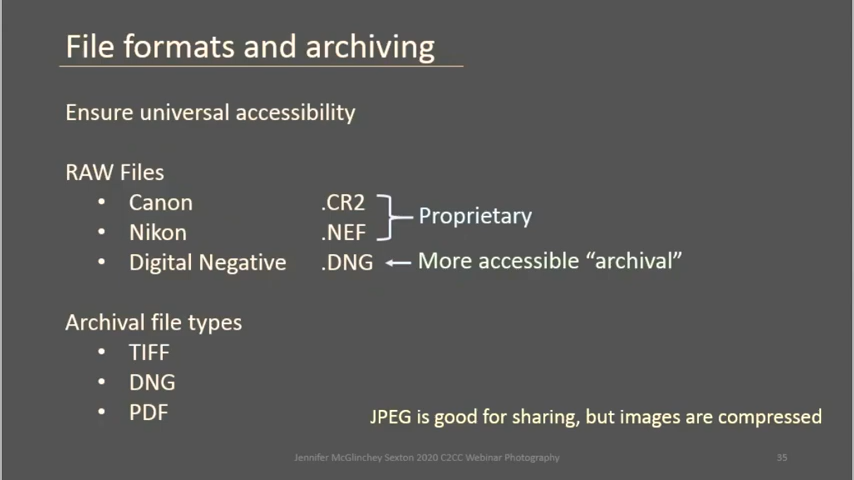 File formats and archiving
Ensure universal accessibility
RAW Files
• Canon .CR2
• Nikon .NEF
Proprietary
• Digital Negative .DNG
More accessible “archival”
Archival file types
• TIFF
• DNG
• PDF
JPEG is good for sharing, but images are compressed
Jennifer McGlinchey Sexton 2020 C2CC Webinar Photography
35